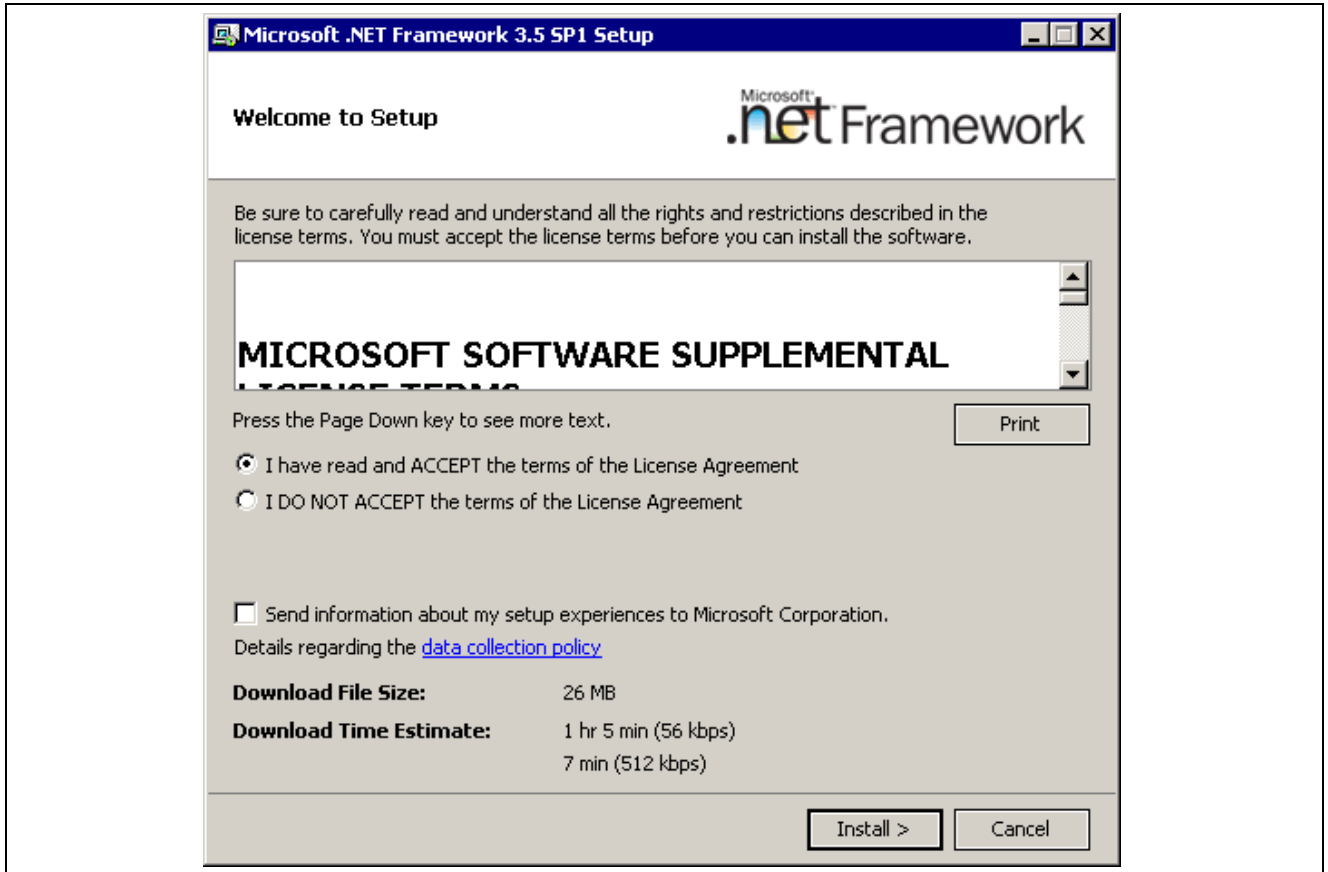 Microsoft .NET Framework 3.5 SP1 Setup
Welcome to Setup
Microsoft
.net Framework
Be sure to carefully read and understand all the rights and restrictions described in the
license terms. You must accept the license terms before you can install the software.
MICROSOFT SOFTWARE SUPPLEMENTAL
LICENSE TERMS
Press the Page Down key to see more text.
Print
I have read and ACCEPT the terms of the License Agreement
I DO NOT ACCEPT the terms of the License Agreement
Send information about my setup experiences to Microsoft Corporation.
Details regarding the data collection policy
Download File Size: 26 MB
Download Time Estimate: 1 hr 5 min (56 kbps)
7 min (512 kbps)
Install > Cancel